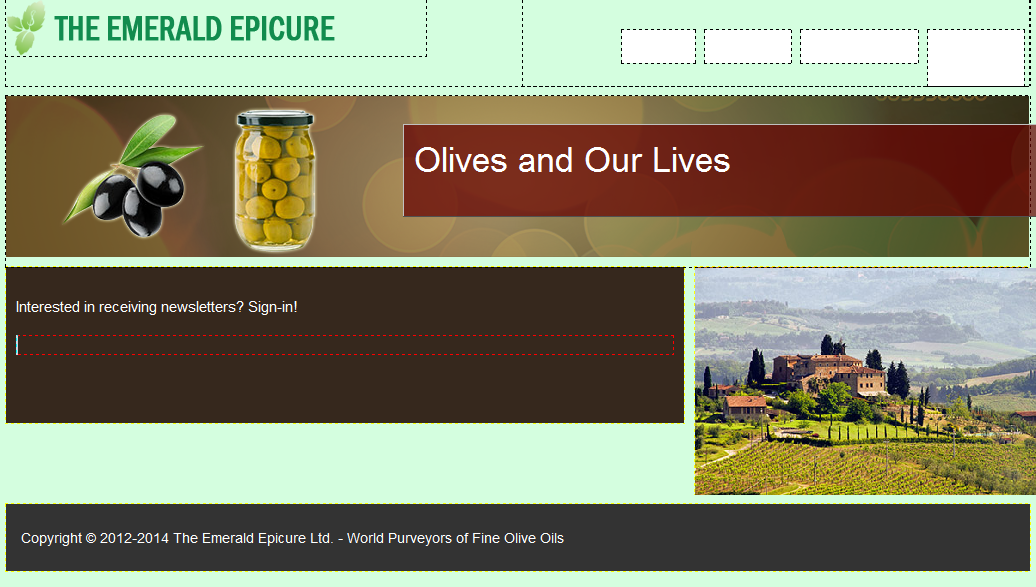 THE EMERALD EPICURE
Olives and Our Lives
Interested in receiving newsletters? Sign-in!
Copyright © 2012-2014 The Emerald Epicure Ltd. - World Purveyors of Fine Olive Oils